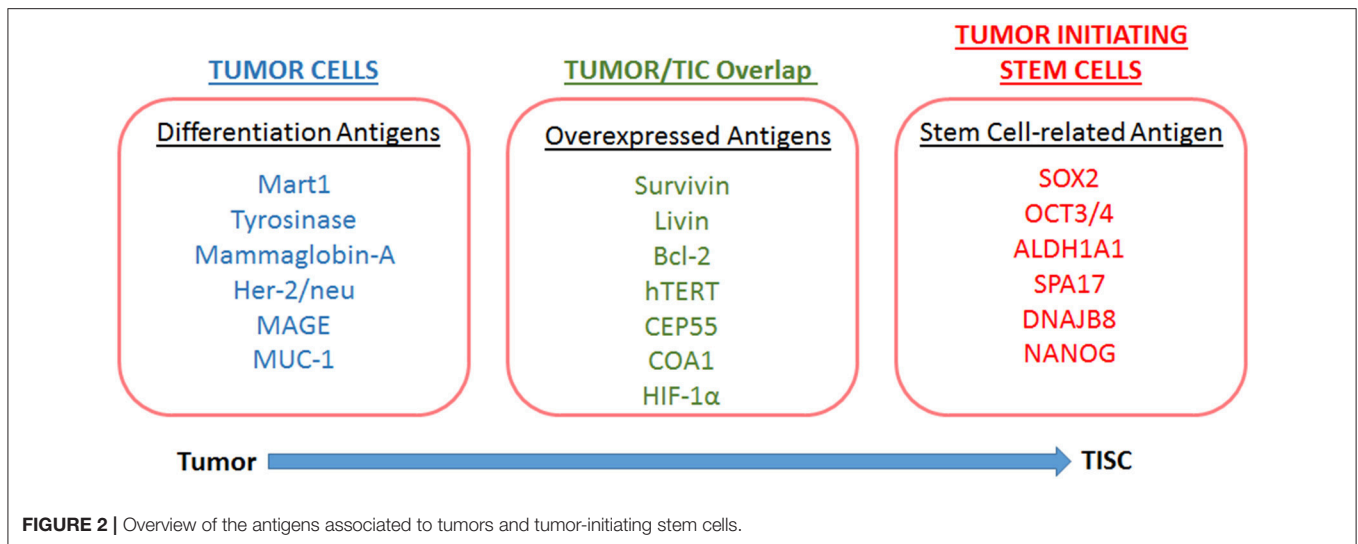 TUMOR CELLS
Differentiation Antigens
Mart1
Tyrosinase
Mammaglobin-A
Her-2/neu
MAGE
MUC-1
TUMOR/TIC Overlap
Overexpressed Antigens
Survivin
Livin
Bcl-2
hTERT
CEP55
COA1
HIF-1α
TUMOR INITIATING
STEM CELLS
Stem Cell-related Antigen
SOX2
OCT3/4
ALDH1A1
SPA17
DNAJB8
NANOG
Tumor
TISC
FIGURE 2 | Overview of the antigens associated to tumors and tumor-initiating stem cells.